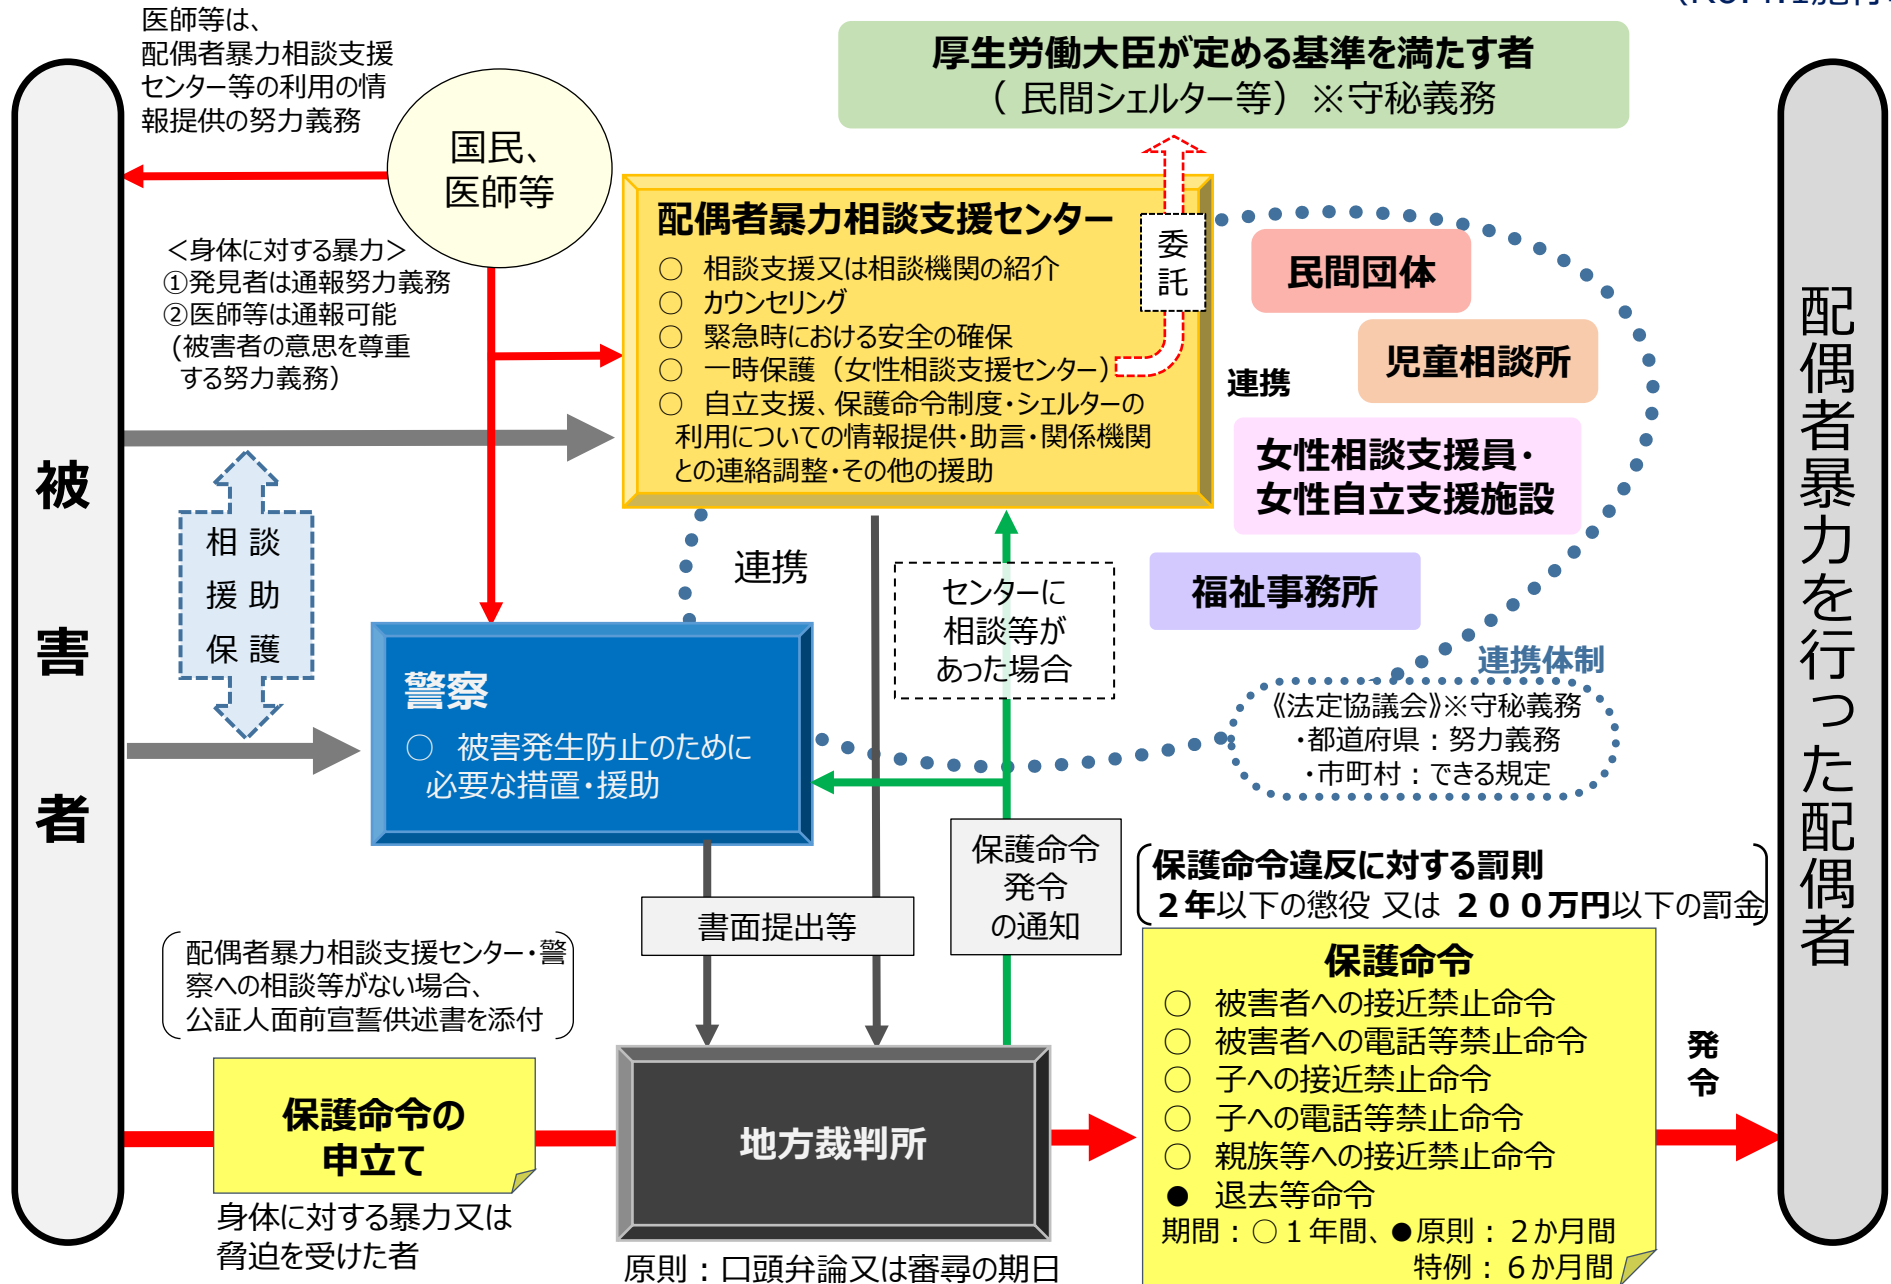 医師等は、
配偶者暴力相談支援
センター等の利用の情
報提供の努力義務
国民、
医師等
厚生労働大臣が定める基準を満たす者
（ 民間シェルター等）※守秘義務
＜身体に対する暴力＞
①発見者は通報努力義務
②医師等は通報可能
(被害者の意思を尊重
する努力義務）
配偶者暴力相談支援センター
○ 相談支援又は相談機関の紹介
○ カウンセリング
○ 緊急時における安全の確保
○ 一時保護（女性相談支援センター）
○ 自立支援、保護命令制度・シェルターの
利用についての情報提供・助言・関係機関
との連絡調整・その他の援助
委
託
民間団体
児童相談所
連携
女性相談支援員・
女性自立支援施設
福祉事務所
連携体制
《法定協議会》※守秘義務
・都道府県：努力義務
・市町村：できる規定
被害者
相談
援助
保護
連携
センターに
相談等が
あった場合
警察
○ 被害発生防止のために
必要な措置・援助
保護命令
発令
の通知
書面提出等
配偶者暴力相談支援センター・警
察への相談等がない場合、
公証人面前宣誓供述書を添付
保護命令の
申立て
身体に対する暴力又は
脅迫を受けた者
地方裁判所
原則：口頭弁論又は審尋の期日
保護命令違反に対する罰則
２年以下の懲役 又は ２００万円以下の罰金
保護命令
○ 被害者への接近禁止命令
○ 被害者への電話等禁止命令
○ 子への接近禁止命令
○ 子への電話等禁止命令
○ 親族等への接近禁止命令
● 退去等命令
期間：○１年間、●原則：２か月間
特例：６か月間
発
令
配偶者暴力を行った配偶者